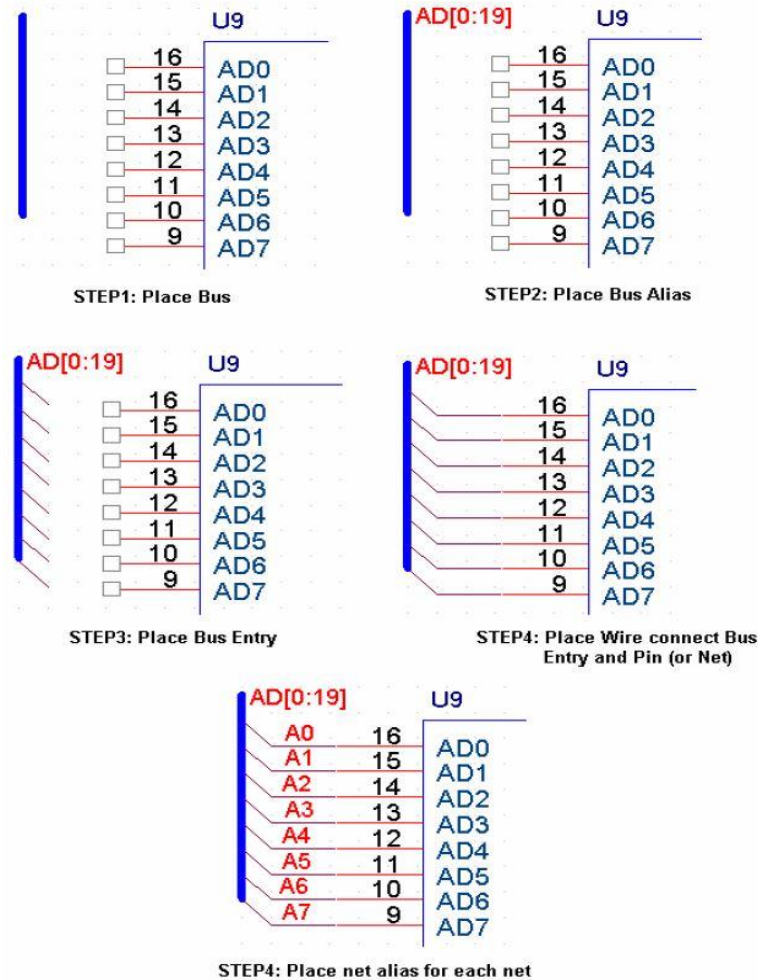 U9
16 AD0
15 AD1
14 AD2
13 AD3
12 AD4
11 AD5
10 AD6
9 AD7
STEP1: Place Bus
AD[0:19] U9
16 AD0
15 AD1
14 AD2
13 AD3
12 AD4
11 AD5
10 AD6
9 AD7
STEP2: Place Bus Alias
AD[0:19] U9
16 AD0
15 AD1
14 AD2
13 AD3
12 AD4
11 AD5
10 AD6
9 AD7
STEP3: Place Bus Entry
AD[0:19] U9
16 AD0
15 AD1
14 AD2
13 AD3
12 AD4
11 AD5
10 AD6
9 AD7
STEP4: Place Wire connect Bus
Entry and Pin (or Net)
AD[0:19] U9
A0 16 AD0
A1 15 AD1
A2 14 AD2
A3 13 AD3
A4 12 AD4
A5 11 AD5
A6 10 AD6
A7 9 AD7
STEP4: Place net alias for each net